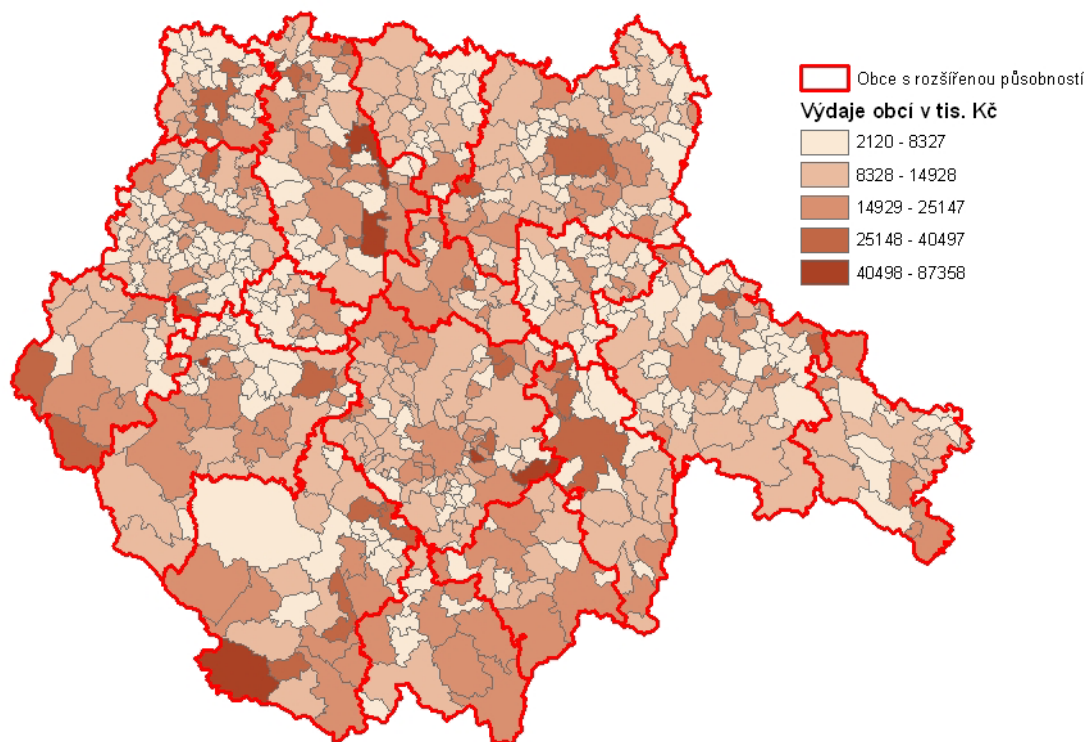 Obce s rozšířenou působností
Výdaje obcí v tis. Kč
2120 - 8327
8328 - 14928
14929 - 25147
25148 - 40497
40498 - 87358